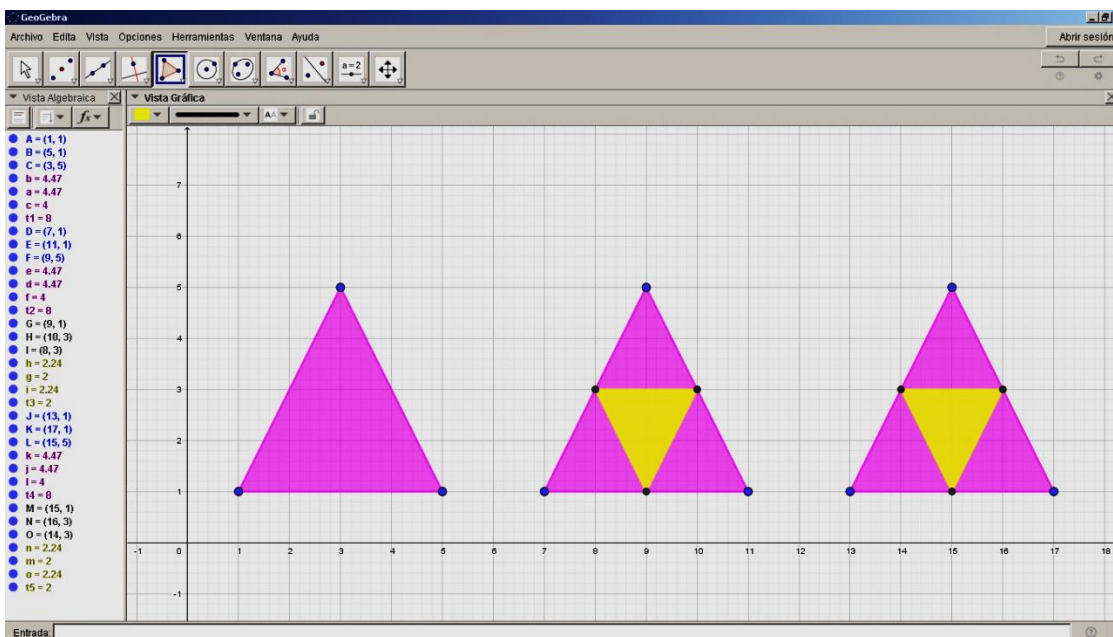 GeoGebra
Archivo Edita Vista Opciones Herramientas Ventana Ayuda
Abrir sesión
a = 2
Vista Algebraica
Vista Gráfica
fx
AA
A = (1, 1)
B = (5, 1)
C = (3, 5)
b = 4.47
a = 4.47
c = 4
t1 = 8
D = (7, 1)
E = (11, 1)
F = (9, 5)
e = 4.47
d = 4.47
f = 4
t2 = 8
G = (9, 1)
H = (10, 3)
I = (8, 3)
h = 2.24
g = 2
i = 2.24
t3 = 2
J = (13, 1)
K = (17, 1)
L = (15, 5)
k = 4.47
j = 4.47
l = 4
t4 = 8
M = (15, 1)
N = (16, 3)
O = (14, 3)
n = 2.24
m = 2
o = 2.24
t5 = 2
7
6
5
4
3
2
1
-1 0 1 2 3 4 5 6 7 8 9 10 11 12 13 14 15 16 17 18
-1
Entrada: